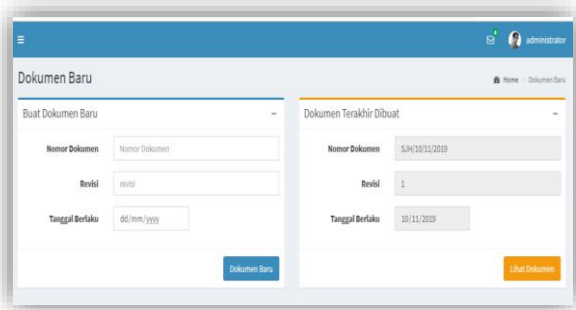 4
administrator
Dokumen Baru
Home / Dokumen Baru
Buat Dokumen Baru
Nomor Dokumen Nomor Dokumen
Revisi revisi
Tanggal Berlaku dd/mm/yyyy
Dokumen Baru
Dokumen Terakhir Dibuat
Nomor Dokumen SJH/10/11/2019
Revisi 1
Tanggal Berlaku 10/11/2019
Lihat Dokumen